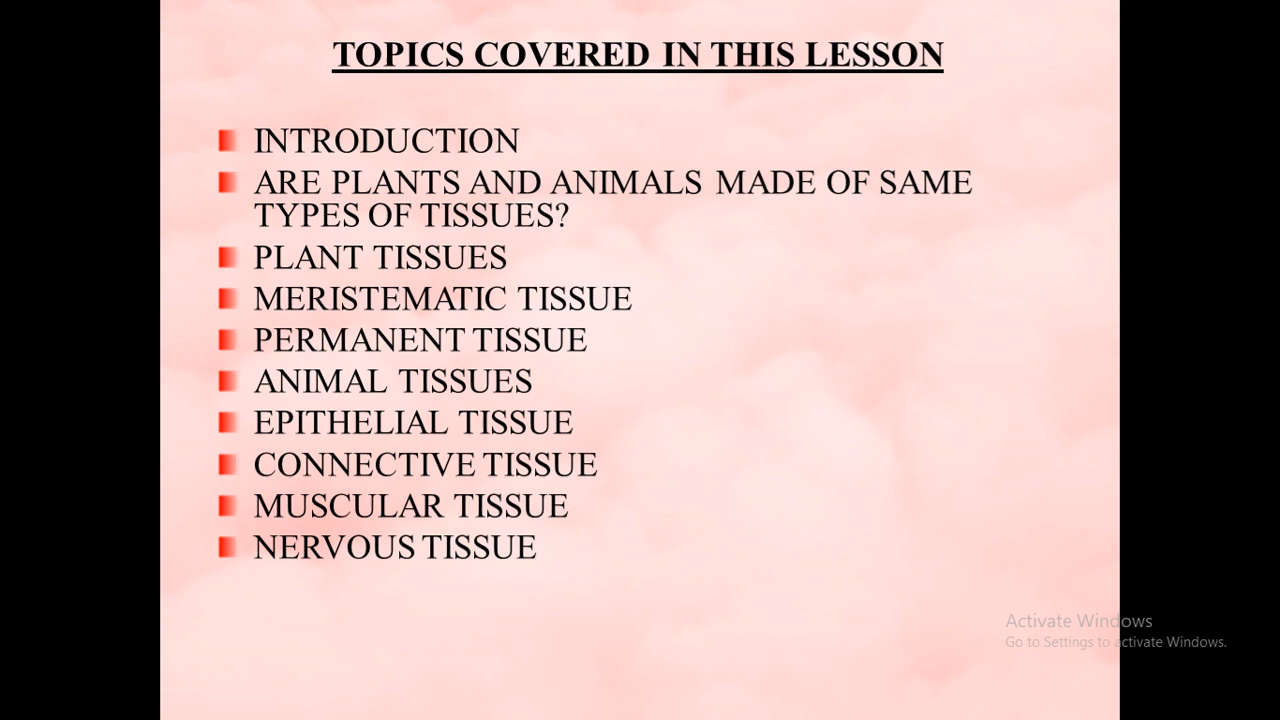 TOPICS COVERED IN THIS LESSON
INTRODUCTION
ARE PLANTS AND ANIMALS MADE OF SAME
TYPES OF TISSUES?
PLANT TISSUES
MERISTEMATIC TISSUE
PERMANENT TISSUE
ANIMAL TISSUES
EPITHELIAL TISSUE
CONNECTIVE TISSUE
MUSCULAR TISSUE
NERVOUS TISSUE
Activate Windows
Go to Settings to activate Windows.